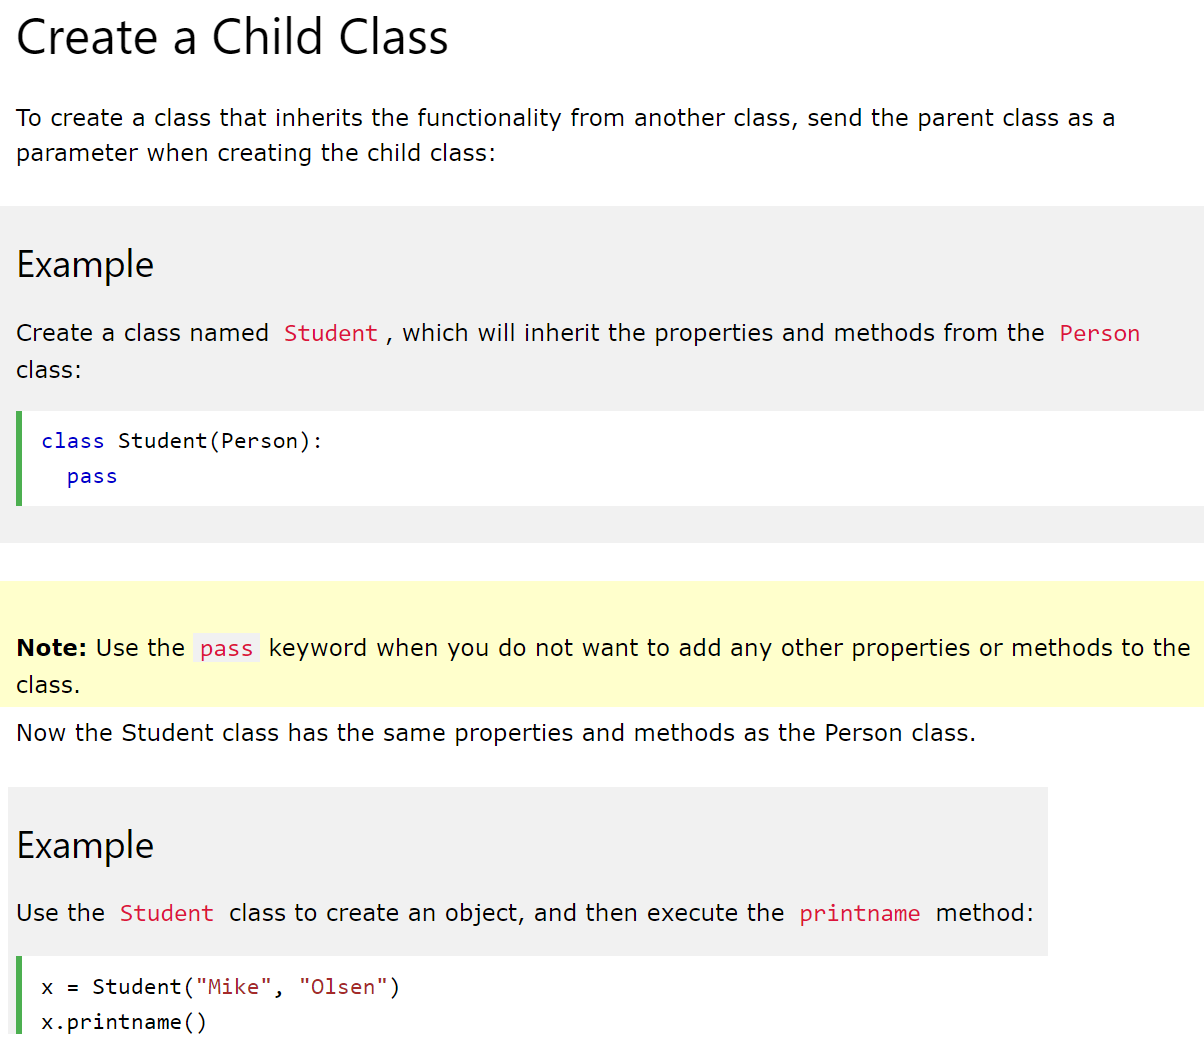 Create a Child Class
To create a class that inherits the functionality from another class, send the parent class as a
parameter when creating the child class:
Example
Create a class named Student, which will inherit the properties and methods from the Person
class:
class Student(Person):
  pass
Note: Use the pass keyword when you do not want to add any other properties or methods to the
class.
Now the Student class has the same properties and methods as the Person class.
Example
Use the Student class to create an object, and then execute the printname method:
x = Student("Mike", "Olsen")
x.printname()